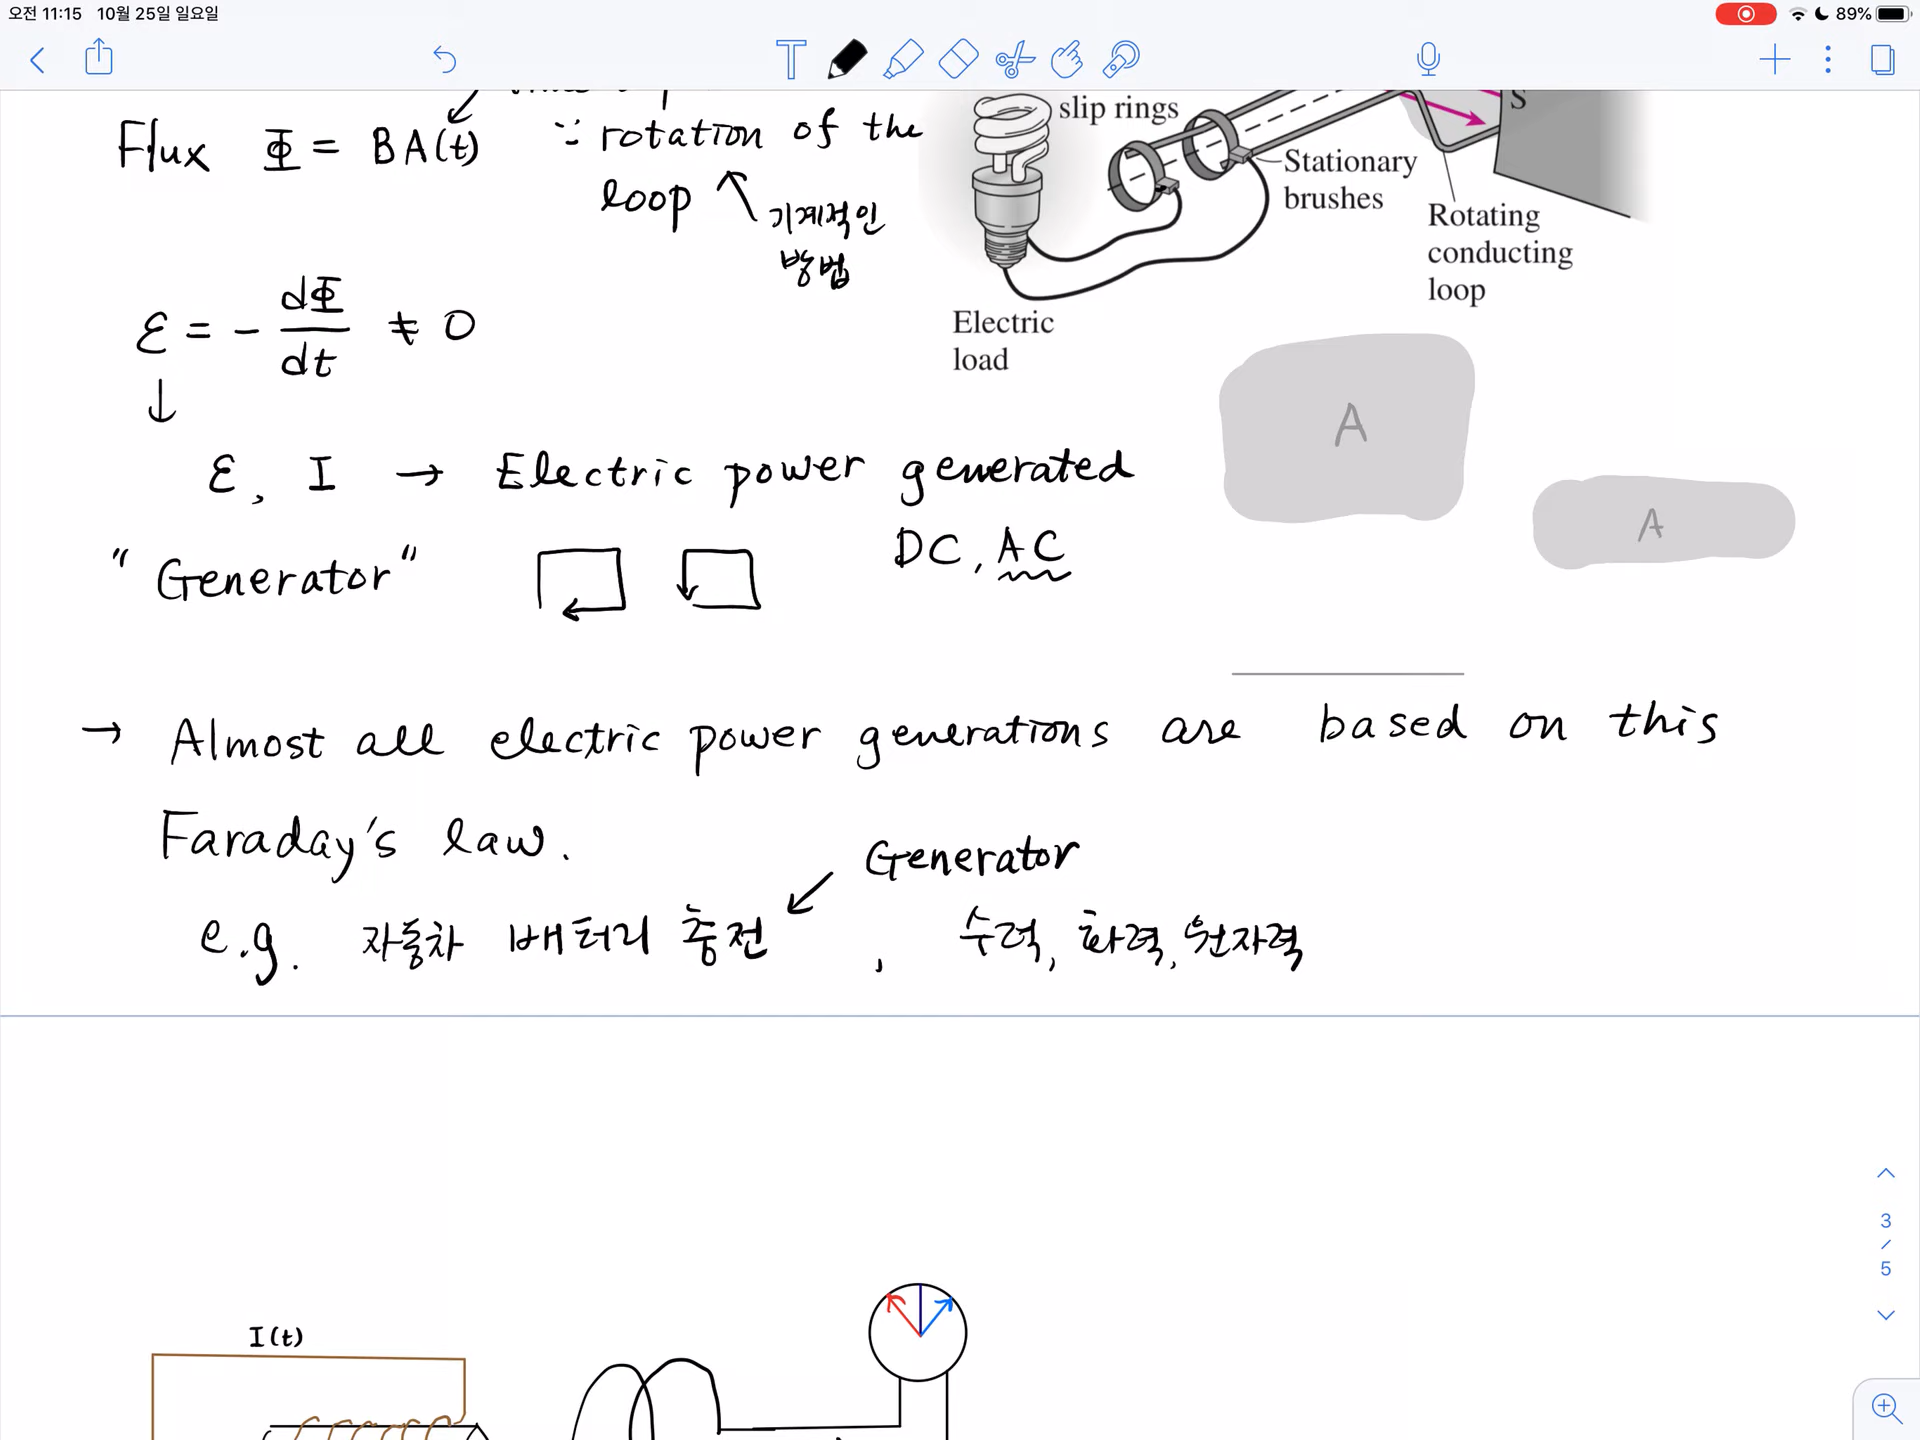 오전 11:15 10월 25일 일요일
89%
T
Flux Φ = BA(t) ∵ rotation of the
loop
기계적인
방법
slip rings
S
Stationary
brushes
Rotating
conducting
loop
Electric
load
ε = - dΦ/dt ≠ 0
↓
A
ε, I → Electric power generated
A
"Generator" DC, AC
→ Almost all electric power generations are based on this
Faraday's law.
Generator
e.g. 자동차 배터리 충전, 수력, 화력, 원자력
3
/
5
I(t)